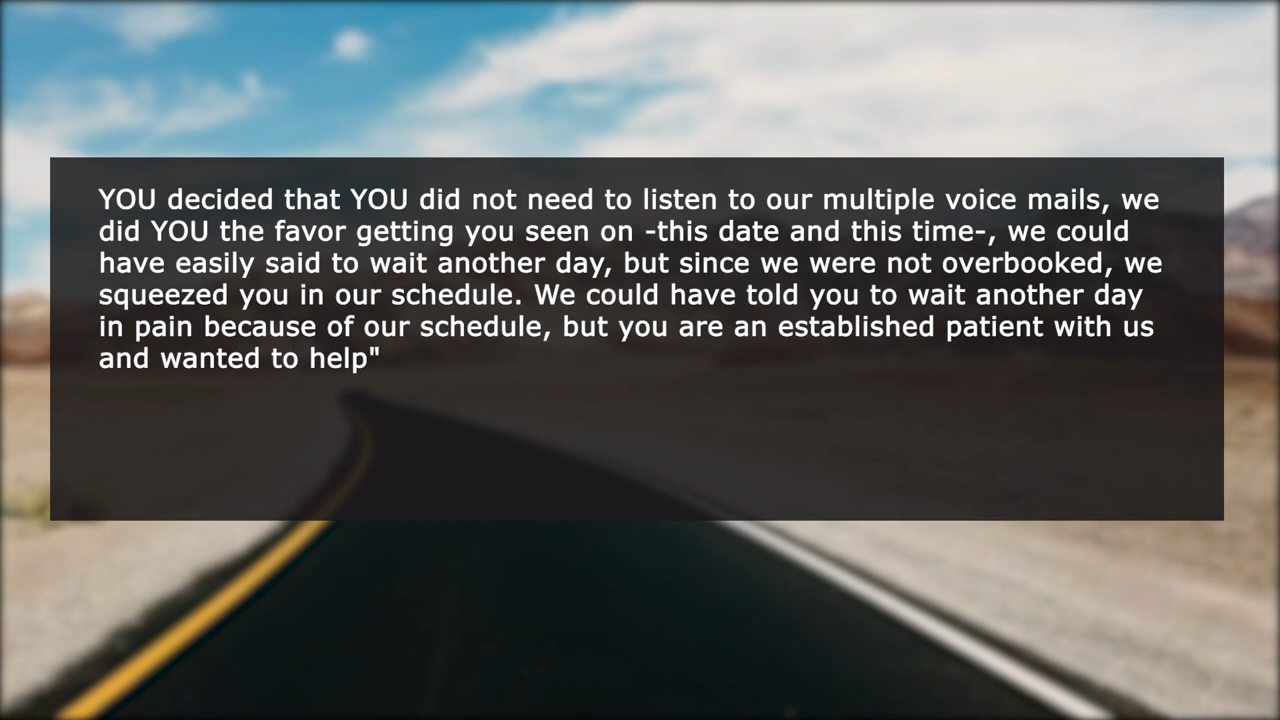 YOU decided that YOU did not need to listen to our multiple voice mails, we
did YOU the favor getting you seen on -this date and this time-, we could
have easily said to wait another day, but since we were not overbooked, we
squeezed you in our schedule. We could have told you to wait another day
in pain because of our schedule, but you are an established patient with us
and wanted to help"